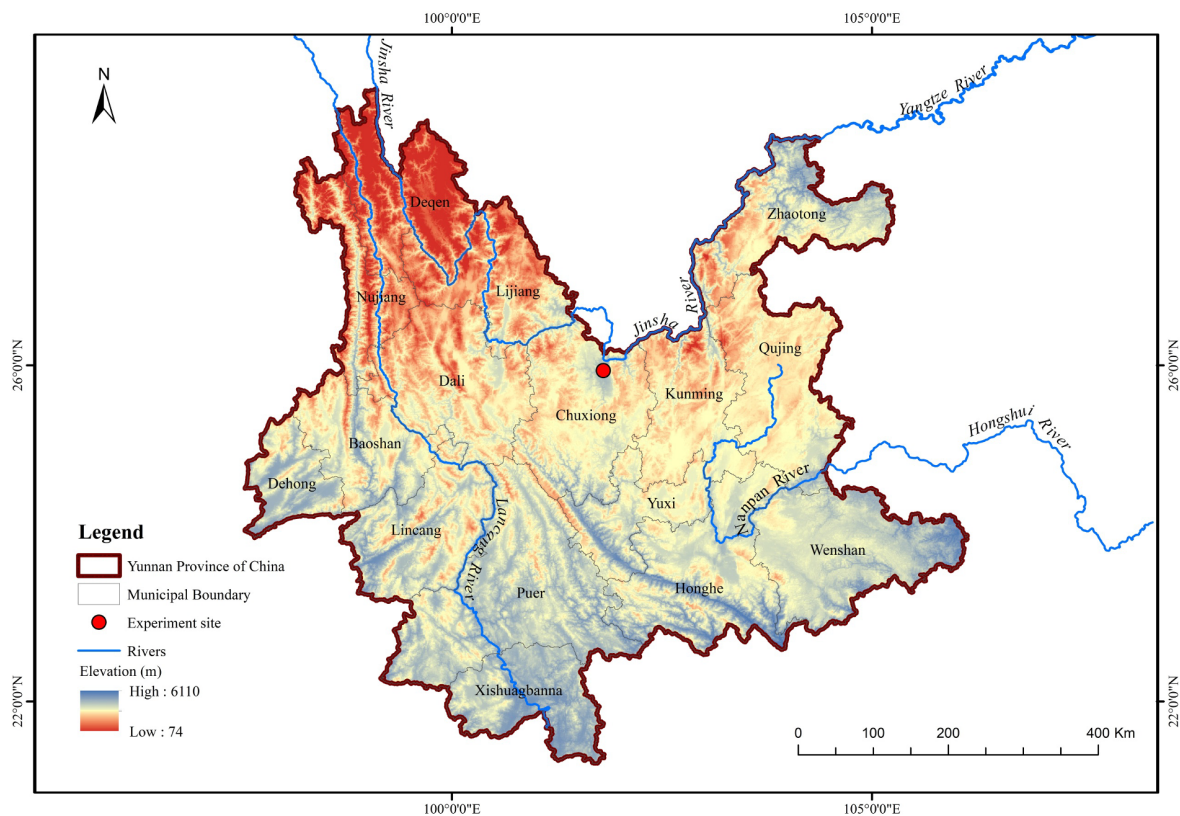 100°0'0"E
105°0'0"E
N
Jinsha River
Yangtze River
Deqen
Zhaotong
Nujiang
Lijiang
Jinsha River
26°0'0"N
26°0'0"N
Qujing
Dali
Kunming
Chuxiong
Hongshui River
Baoshan
Dehong
Nanpan River
Yuxi
Lancang River
Lincang
Wenshan
Puer
Honghe
Xishuagbanna
Legend
Yunnan Province of China
Municipal Boundary
Experiment site
Rivers
Elevation (m)
High : 6110
Low : 74
22°0'0"N
22°0'0"N
0 100 200 400 Km
100°0'0"E
105°0'0"E